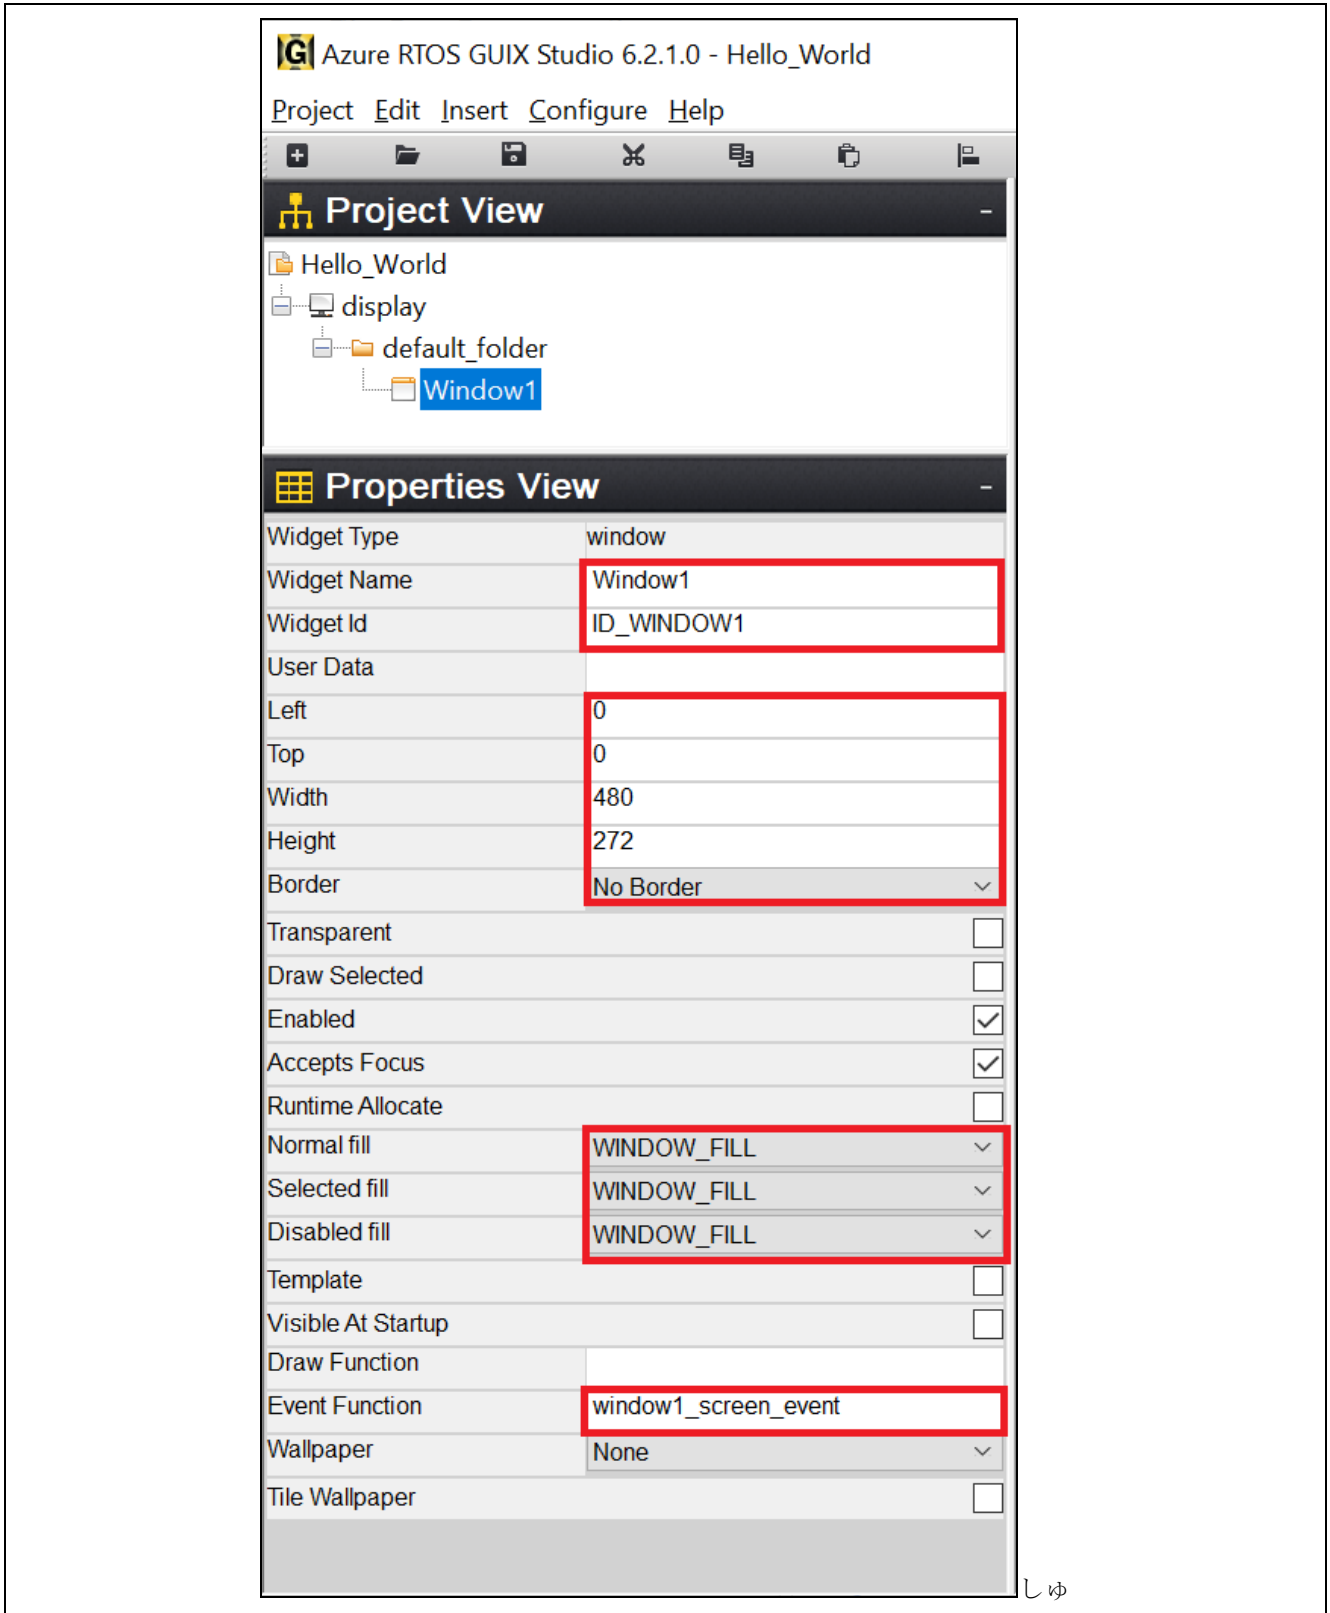 Azure RTOS GUIX Studio 6.2.1.0 - Hello_World
Project Edit Insert Configure Help
Project View
Hello_World
display
default_folder
Window1
Properties View
Widget Type window
Widget Name Window1
Widget Id ID_WINDOW1
User Data
Left 0
Top 0
Width 480
Height 272
Border No Border
Transparent
Draw Selected
Enabled
Accepts Focus
Runtime Allocate
Normal fill WINDOW_FILL
Selected fill WINDOW_FILL
Disabled fill WINDOW_FILL
Template
Visible At Startup
Draw Function
Event Function window1_screen_event
Wallpaper None
Tile Wallpaper
しゅ